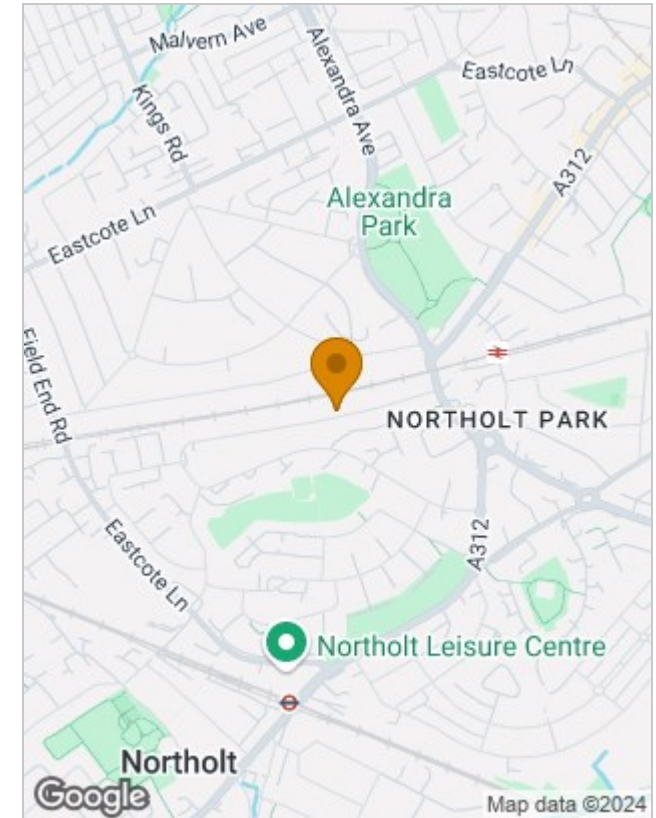 Malvern Ave
Alexandra Ave
Eastcote Ln
Kings Rd
A312
Alexandra
Park
Eastcote Ln
Field End Rd
NORTHOLT PARK
A312
Eastcote Ln
Northolt Leisure Centre
Northolt
Google
Map data ©2024